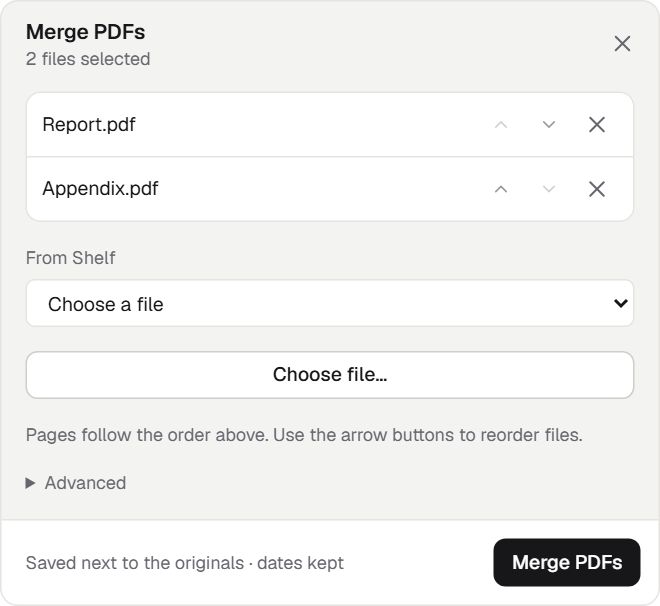 Merge PDFs
2 files selected
Report.pdf
Appendix.pdf
From Shelf
Choose a file
Choose file…
Pages follow the order above. Use the arrow buttons to reorder files.
Advanced
Saved next to the originals · dates kept
Merge PDFs